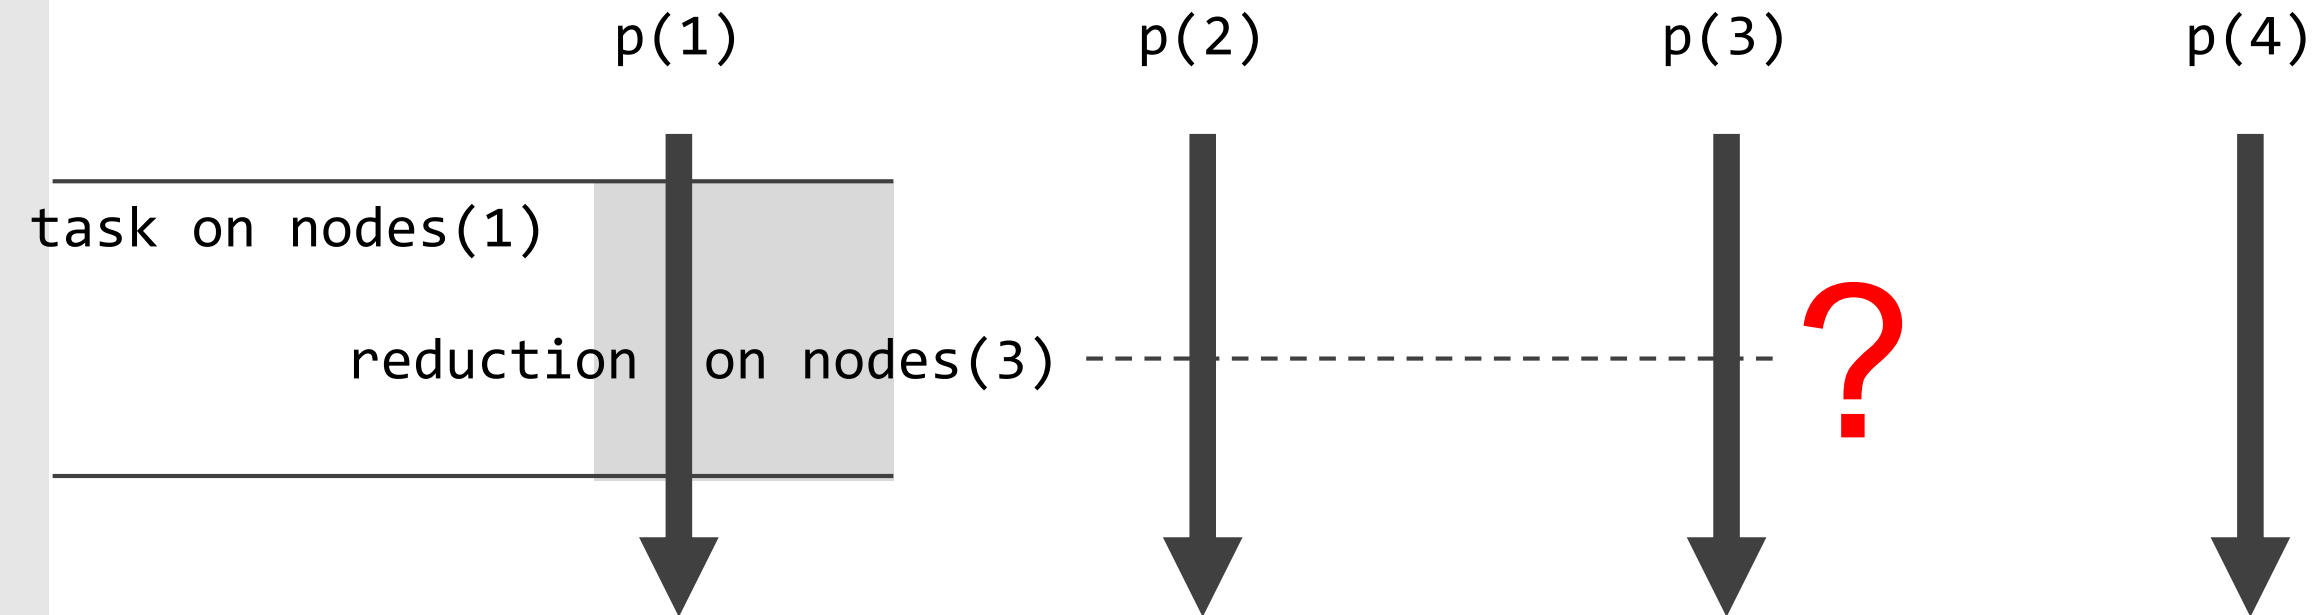 p(1) p(2) p(3) p(4)
task on nodes(1)
reduction on nodes(3)
?